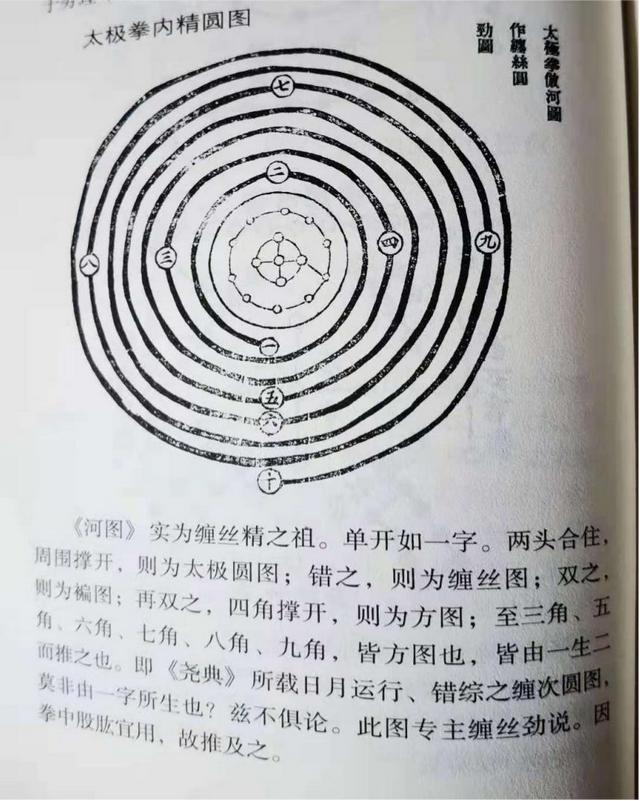 太极拳内精圆图
太極拳倣河圖
作纏絲圓
勁圖
七
二
四
九
三
八
一
五
六
十
《河图》实为缠丝精之祖。单开如一字。两头合住，
周围撑开，则为太极圆图；错之，则为缠丝图；双之，
则为褊图；再双之，四角撑开，则为方图；至三角、五
角、六角、七角、八角、九角，皆方图也，皆由一生二
而推之也。即《尧典》所载日月运行、错综之缠次圆图，
莫非由一字所生也？兹不俱论。此图专主缠丝劲说。因
拳中股肱宜用，故推及之。